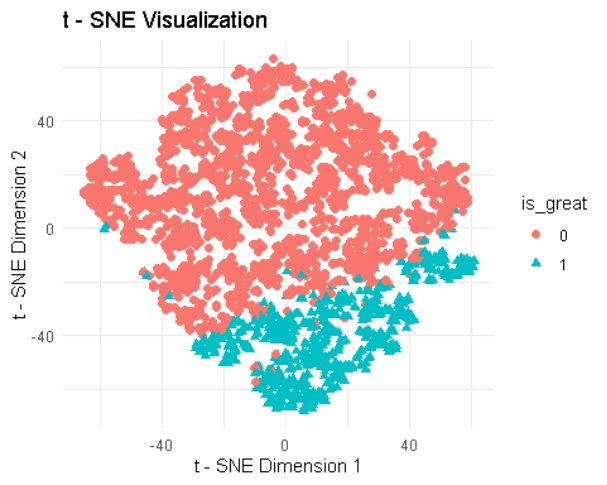 t - SNE Visualization
t - SNE Dimension 2
40
0
-40
-40
0
40
t - SNE Dimension 1
is_great
0
1